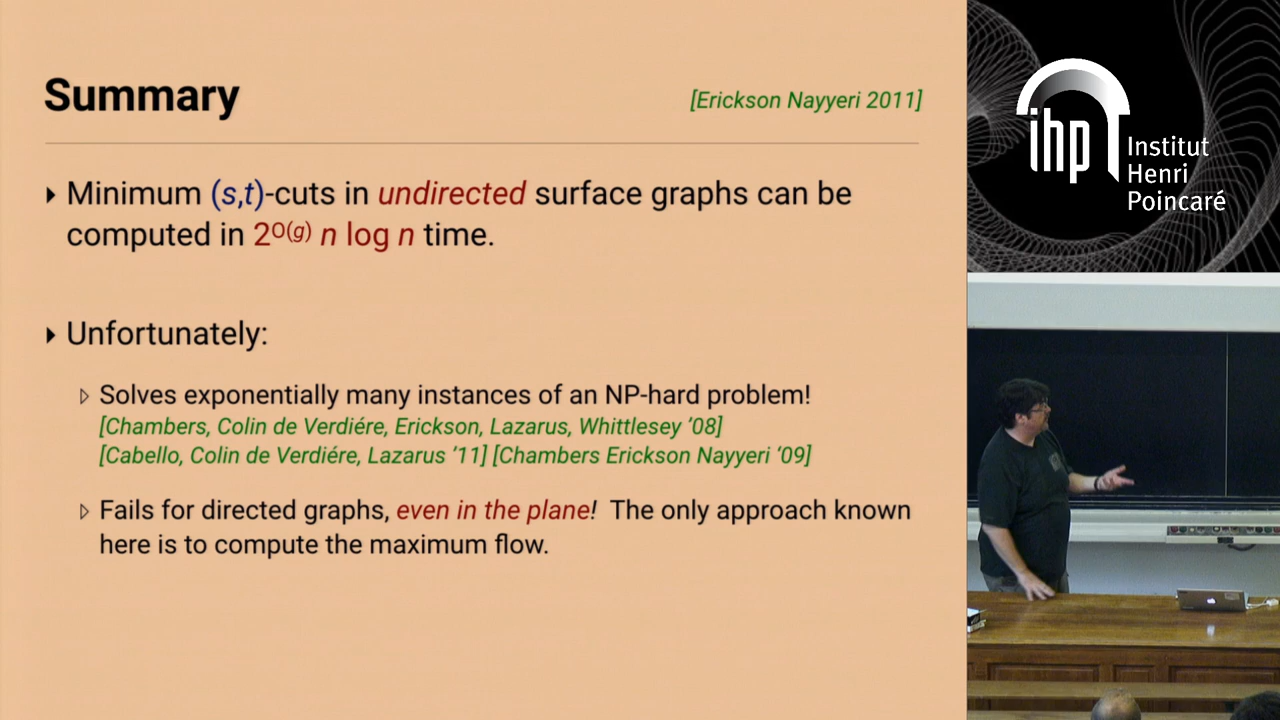 Summary
[Erickson Nayyeri 2011]
Minimum (s,t)-cuts in undirected surface graphs can be
computed in 2^O(g) n log n time.
Unfortunately:
Solves exponentially many instances of an NP-hard problem!
[Chambers, Colin de Verdiére, Erickson, Lazarus, Whittlesey ‘08]
[Cabello, Colin de Verdiére, Lazarus ’11] [Chambers Erickson Nayyeri ‘09]
Fails for directed graphs, even in the plane! The only approach known
here is to compute the maximum flow.
ihp
Institut
Henri
Poincaré